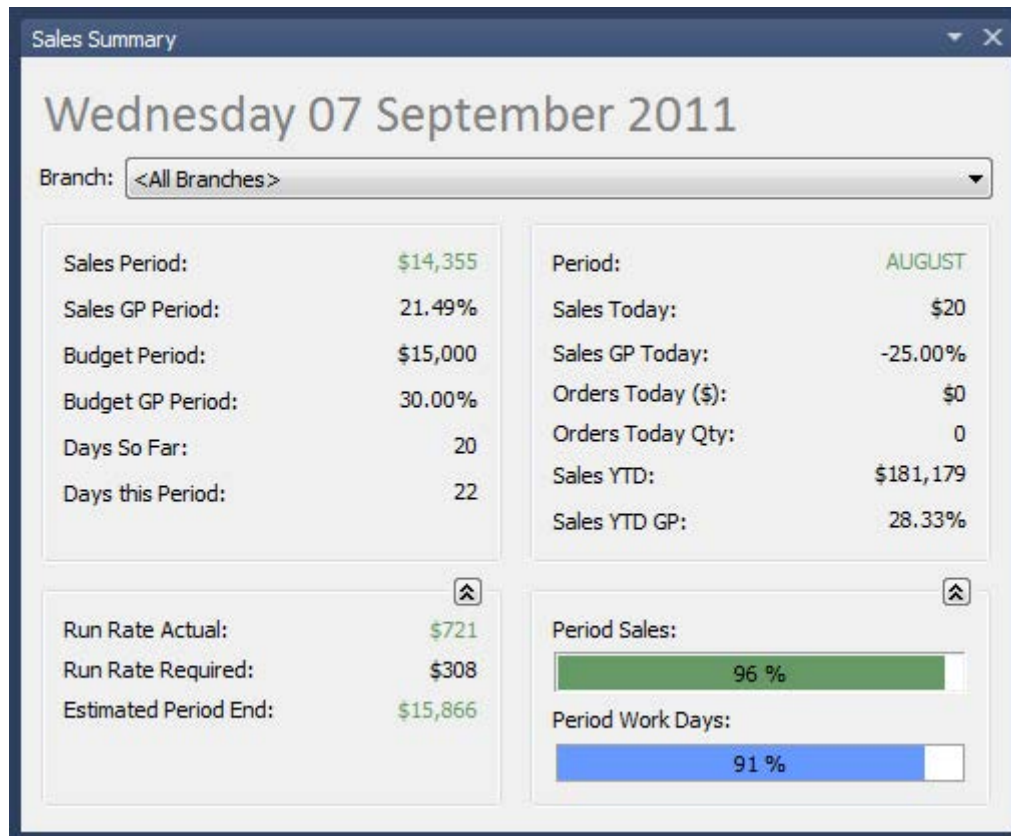 Sales Summary
Wednesday 07 September 2011
Branch: <All Branches>
Sales Period: $14,355
Sales GP Period: 21.49%
Budget Period: $15,000
Budget GP Period: 30.00%
Days So Far: 20
Days this Period: 22
Period: AUGUST
Sales Today: $20
Sales GP Today: -25.00%
Orders Today ($): $0
Orders Today Qty: 0
Sales YTD: $181,179
Sales YTD GP: 28.33%
Run Rate Actual: $721
Run Rate Required: $308
Estimated Period End: $15,866
Period Sales:
96 %
Period Work Days:
91 %